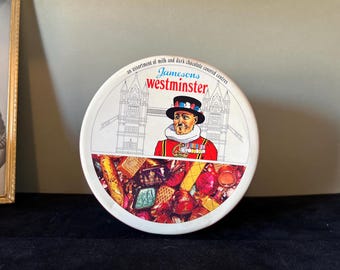 an assortment of milk and dark chocolate covered centres
Jamesons
westminster